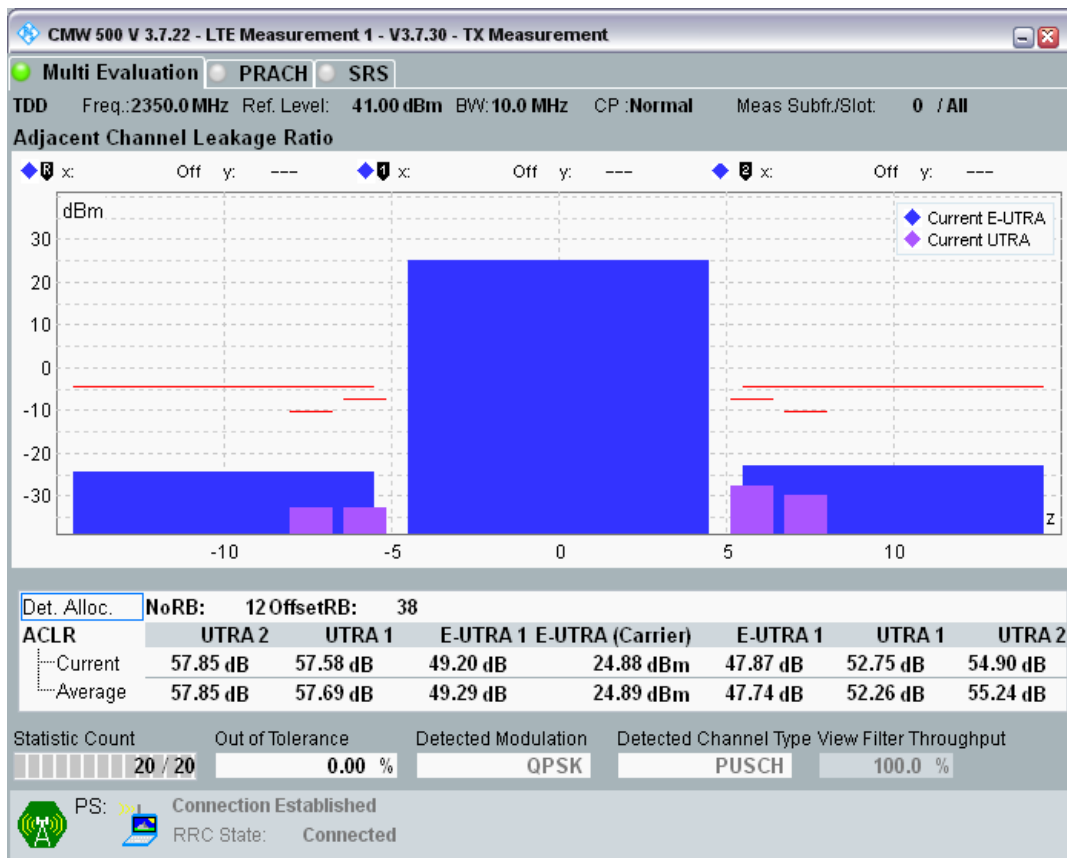 CMW 500 V 3.7.22 - LTE Measurement 1 - V3.7.30 - TX Measurement
Multi Evaluation PRACH SRS
TDD Freq.:2350.0 MHz Ref. Level: 41.00 dBm BW:10.0 MHz CP :Normal Meas Subfr./Slot: 0 / All
Adjacent Channel Leakage Ratio
R x: Off y: --- 1 x: Off y: --- 2 x: Off y: ---
dBm
Current E-UTRA
Current UTRA
30
20
10
0
-10
-20
-30
z
-10 -5 0 5 10
Det. Alloc. NoRB: 12 OffsetRB: 38
ACLR UTRA 2 UTRA 1 E-UTRA 1 E-UTRA (Carrier) E-UTRA 1 UTRA 1 UTRA 2
Current 57.85 dB 57.58 dB 49.20 dB 24.88 dBm 47.87 dB 52.75 dB 54.90 dB
Average 57.85 dB 57.69 dB 49.29 dB 24.89 dBm 47.74 dB 52.26 dB 55.24 dB
Statistic Count Out of Tolerance Detected Modulation Detected Channel Type View Filter Throughput
20 / 20 0.00 % QPSK PUSCH 100.0 %
PS: Connection Established
RRC State: Connected